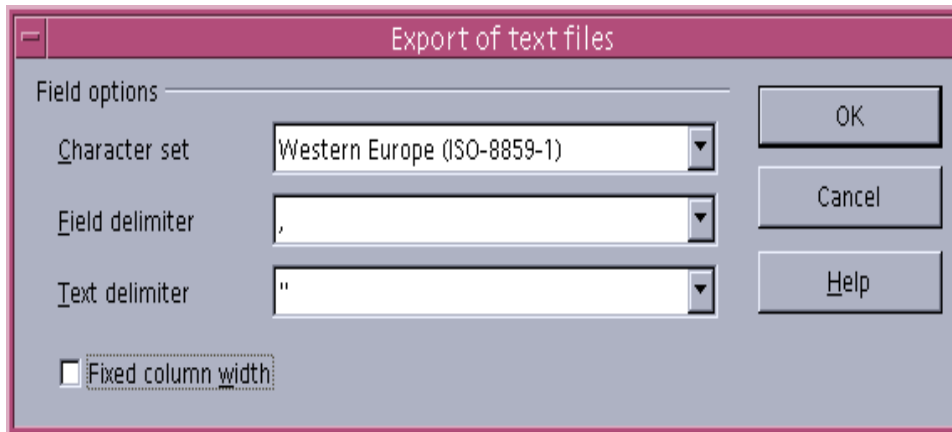 Export of text files
Field options
Character set
Western Europe (ISO-8859-1)
Field delimiter
,
Text delimiter
"
Fixed column width
OK
Cancel
Help